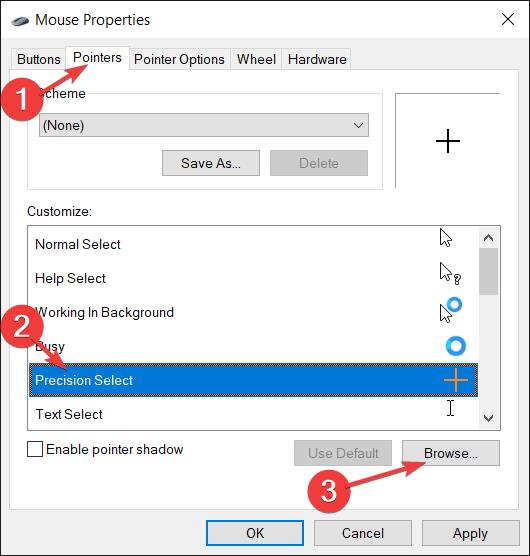 Mouse Properties
Buttons Pointers Pointer Options Wheel Hardware
1
Scheme
(None)
Save As... Delete
Customize:
Normal Select
Help Select
Working In Background
2
Busy
Precision Select
Text Select
Enable pointer shadow
Use Default Browse...
3
OK Cancel Apply